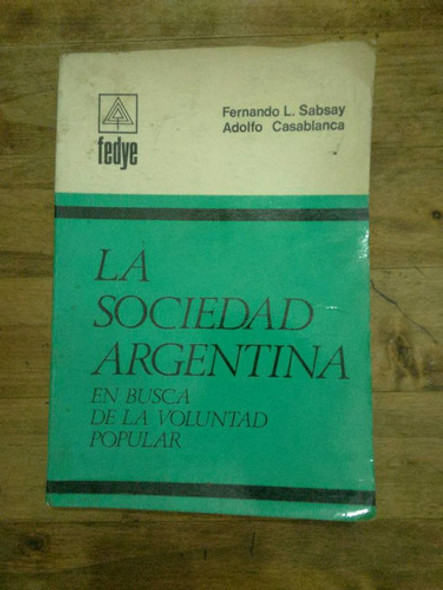 fedye
Fernando L. Sabsay
Adolfo Casablanca
LA
SOCIEDAD
ARGENTINA
EN BUSCA
DE LA VOLUNTAD
POPULAR